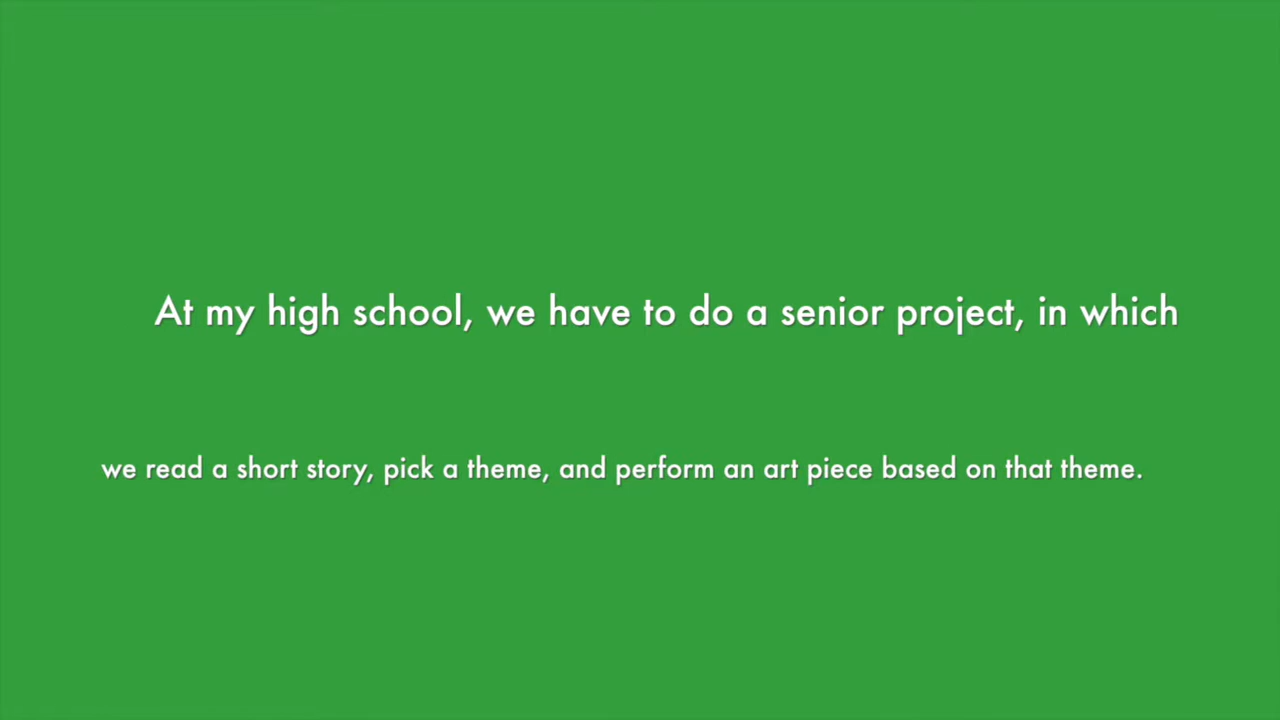 At my high school, we have to do a senior project, in which
we read a short story, pick a theme, and perform an art piece based on that theme.